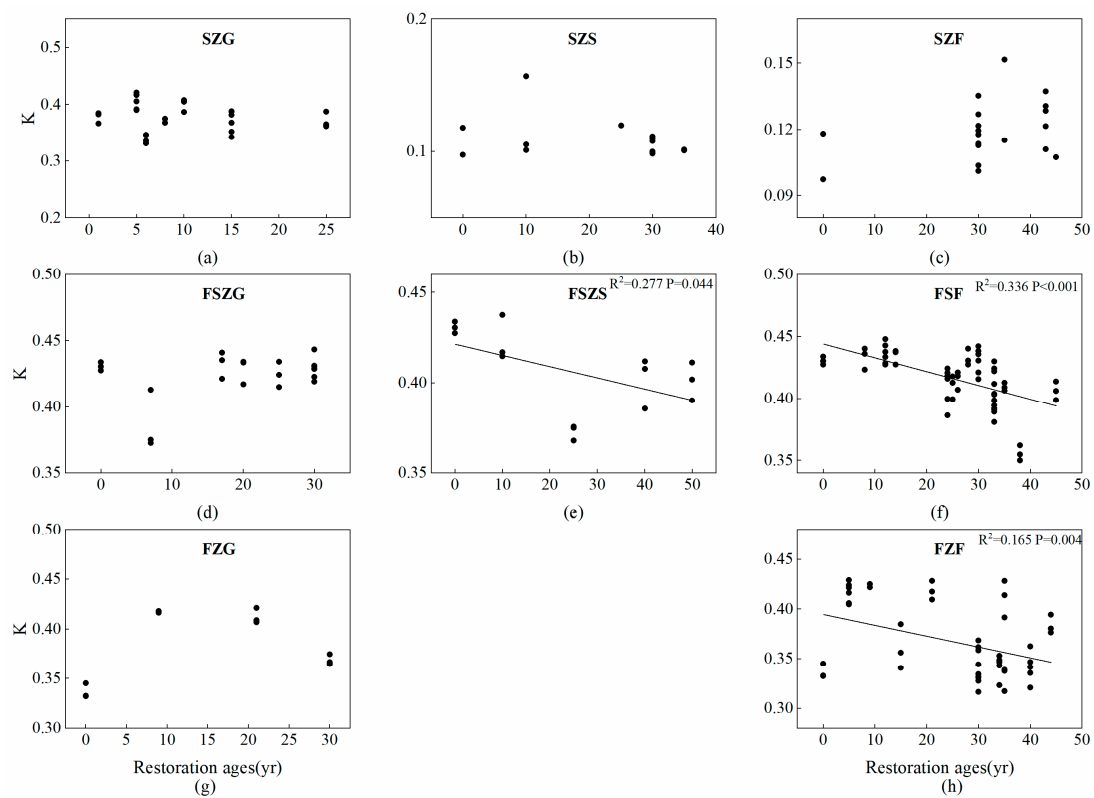 SZG
K
0.5
0.4
0.3
0.2
0 5 10 15 20 25
(a)
SZS
0.2
0.1
0 10 20 30 40
(b)
SZF
0.15
0.12
0.09
0 10 20 30 40 50
(c)
FSZG
K
0.50
0.45
0.40
0.35
0 10 20 30
(d)
FSZS
R²=0.277 P=0.044
0.45
0.40
0.35
0 10 20 30 40 50
(e)
FSF
R²=0.336 P<0.001
0.50
0.45
0.40
0.35
0 10 20 30 40 50
(f)
FZG
K
0.50
0.45
0.40
0.35
0.30
0 5 10 15 20 25 30
Restoration ages(yr)
(g)
FZF
R²=0.165 P=0.004
0.45
0.40
0.35
0.30
0 10 20 30 40 50
Restoration ages(yr)
(h)